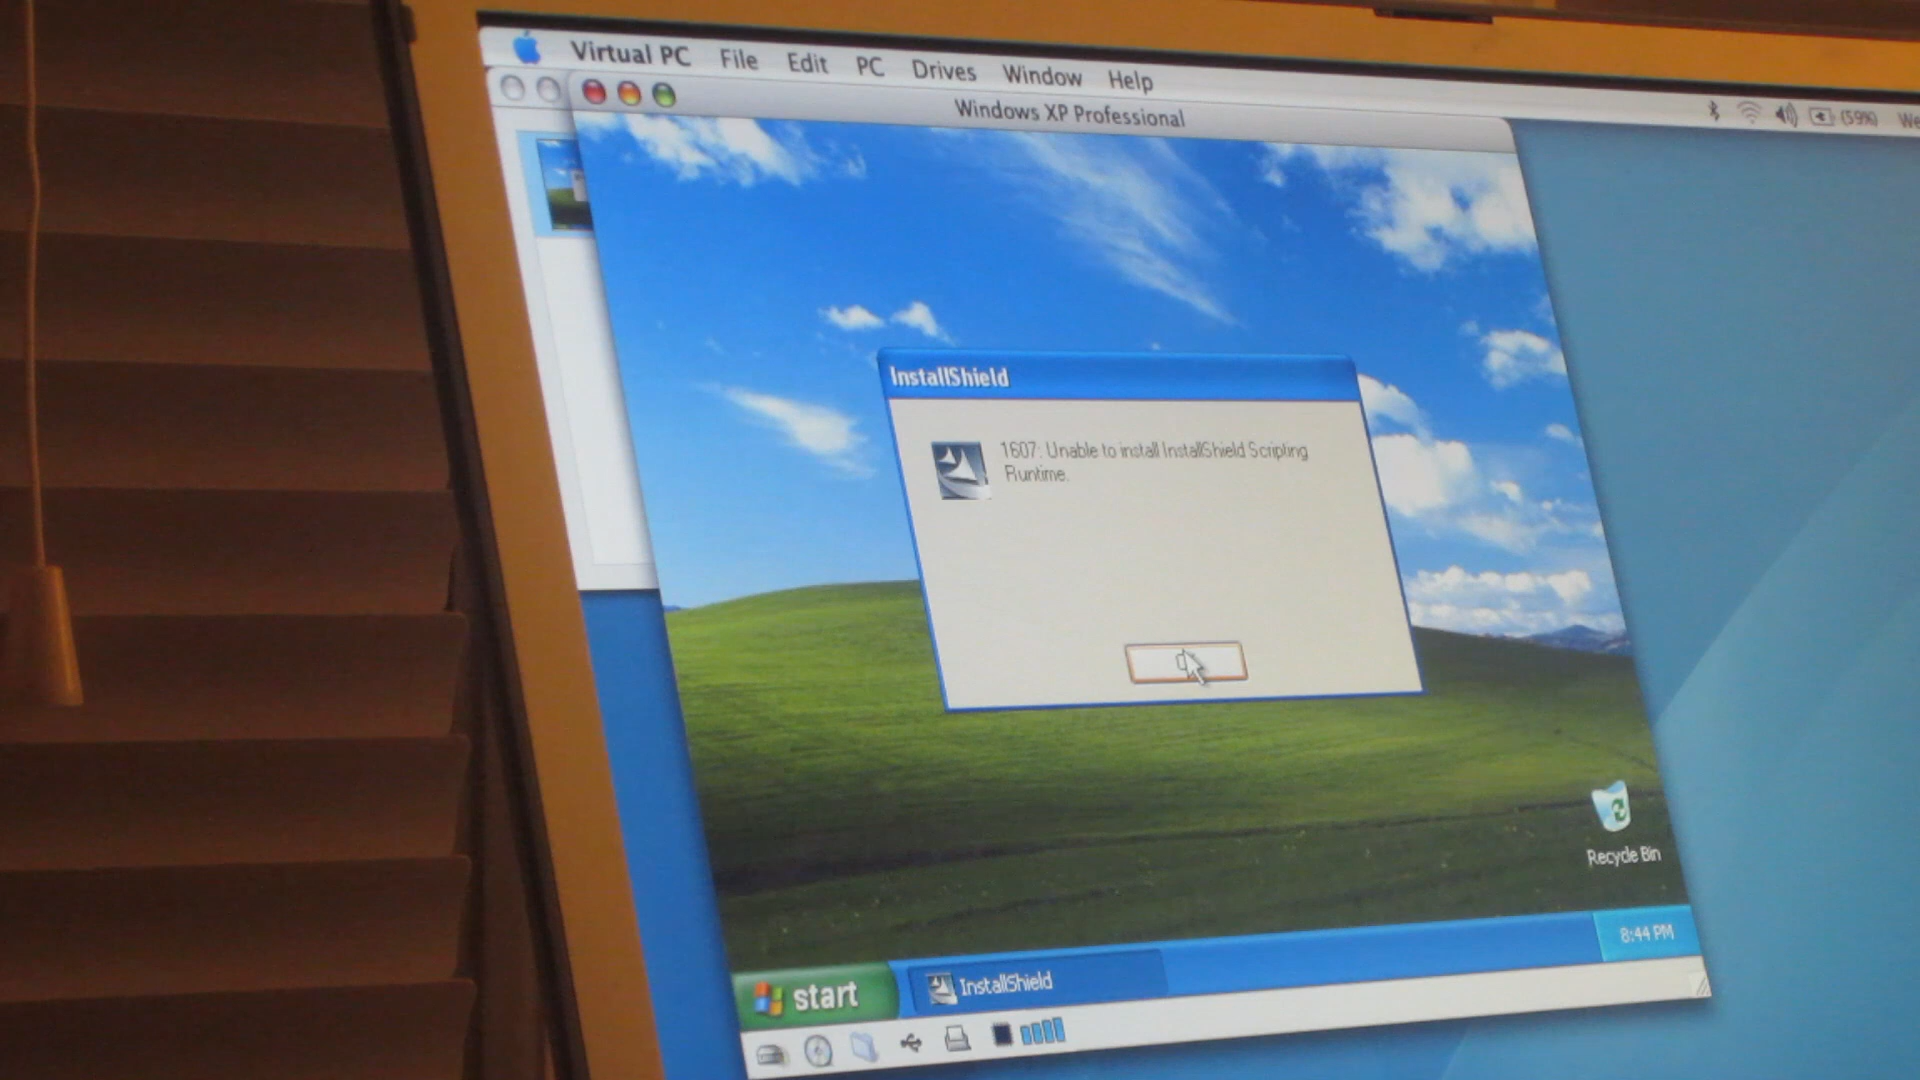 Virtual PC File Edit PC Drives Window Help
(59%)
Windows XP Professional
InstallShield
1607: Unable to install InstallShield Scripting
Runtime.
Recycle Bin
start
InstallShield
8:44 PM